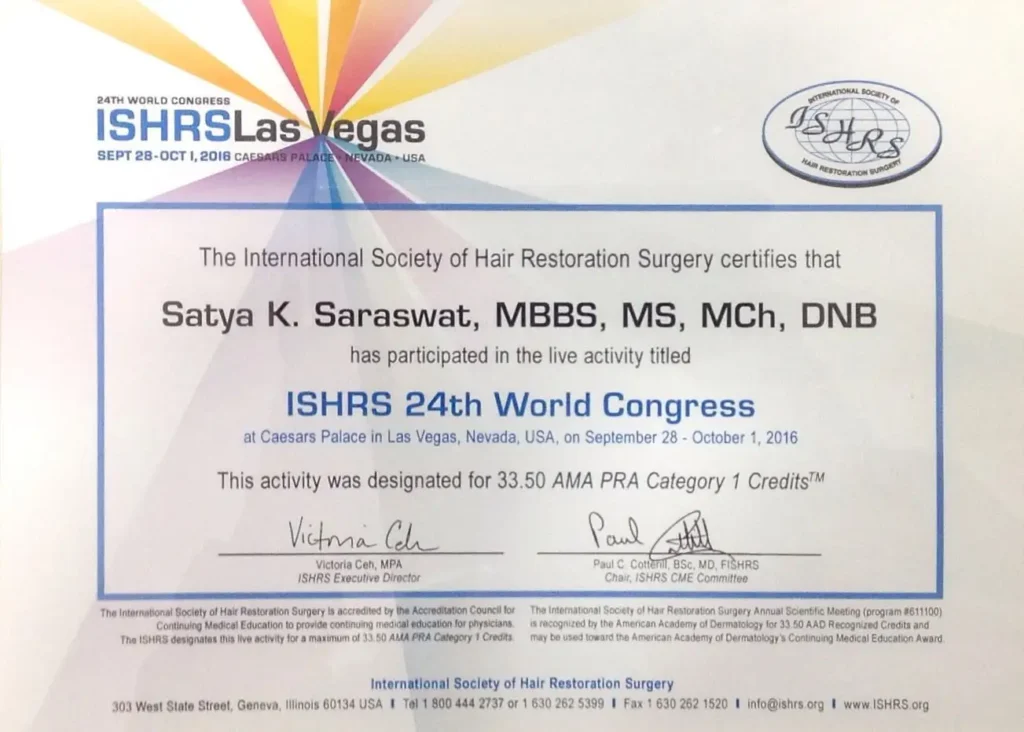 24TH WORLD CONGRESS
ISHRS Las Vegas
SEPT 28 - OCT 1, 2016 CAESARS PALACE • NEVADA • USA
INTERNATIONAL SOCIETY OF
ISHRS
HAIR RESTORATION SURGERY
The International Society of Hair Restoration Surgery certifies that
Satya K. Saraswat, MBBS, MS, MCh, DNB
has participated in the live activity titled
ISHRS 24th World Congress
at Caesars Palace in Las Vegas, Nevada, USA, on September 28 - October 1, 2016
This activity was designated for 33.50 AMA PRA Category 1 Credits™
Victoria Ceh
Victoria Ceh, MPA
ISHRS Executive Director
Paul Cotterill
Paul C. Cotterill, BSc, MD, FISHRS
Chair, ISHRS CME Committee
The International Society of Hair Restoration Surgery is accredited by the Accreditation Council for
Continuing Medical Education to provide continuing medical education for physicians.
The ISHRS designates this live activity for a maximum of 33.50 AMA PRA Category 1 Credits.
The International Society of Hair Restoration Surgery Annual Scientific Meeting (program #611100)
is recognized by the American Academy of Dermatology for 33.50 AAD Recognized Credits and
may be used toward the American Academy of Dermatology's Continuing Medical Education Award.
International Society of Hair Restoration Surgery
303 West State Street, Geneva, Illinois 60134 USA | Tel 1 800 444 2737 or 1 630 262 5399 | Fax 1 630 262 1520 | info@ishrs.org | www.ISHRS.org